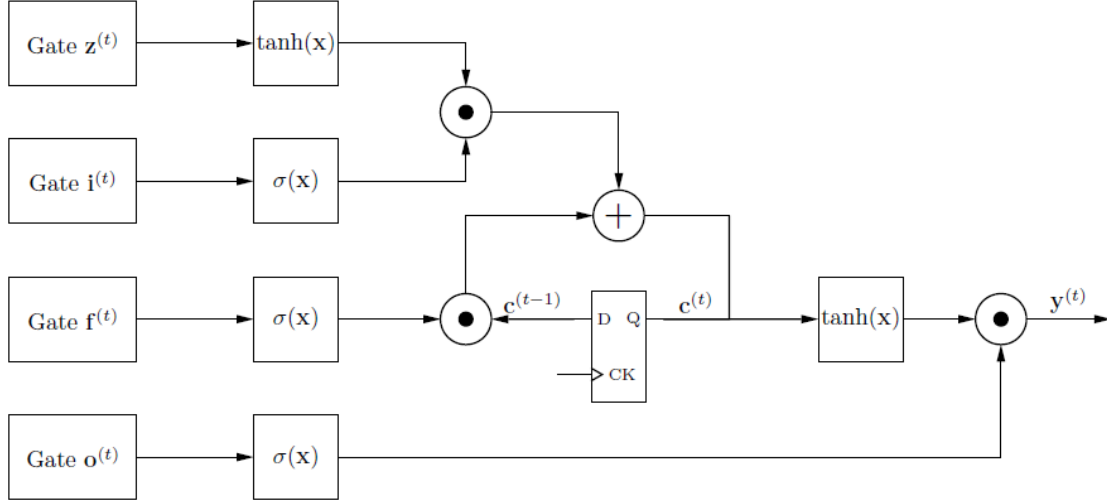 Gate z^(t)
tanh(x)
Gate i^(t)
σ(x)
+
Gate f^(t)
σ(x)
c^(t−1)
D Q
CK
c^(t)
tanh(x)
y^(t)
Gate o^(t)
σ(x)